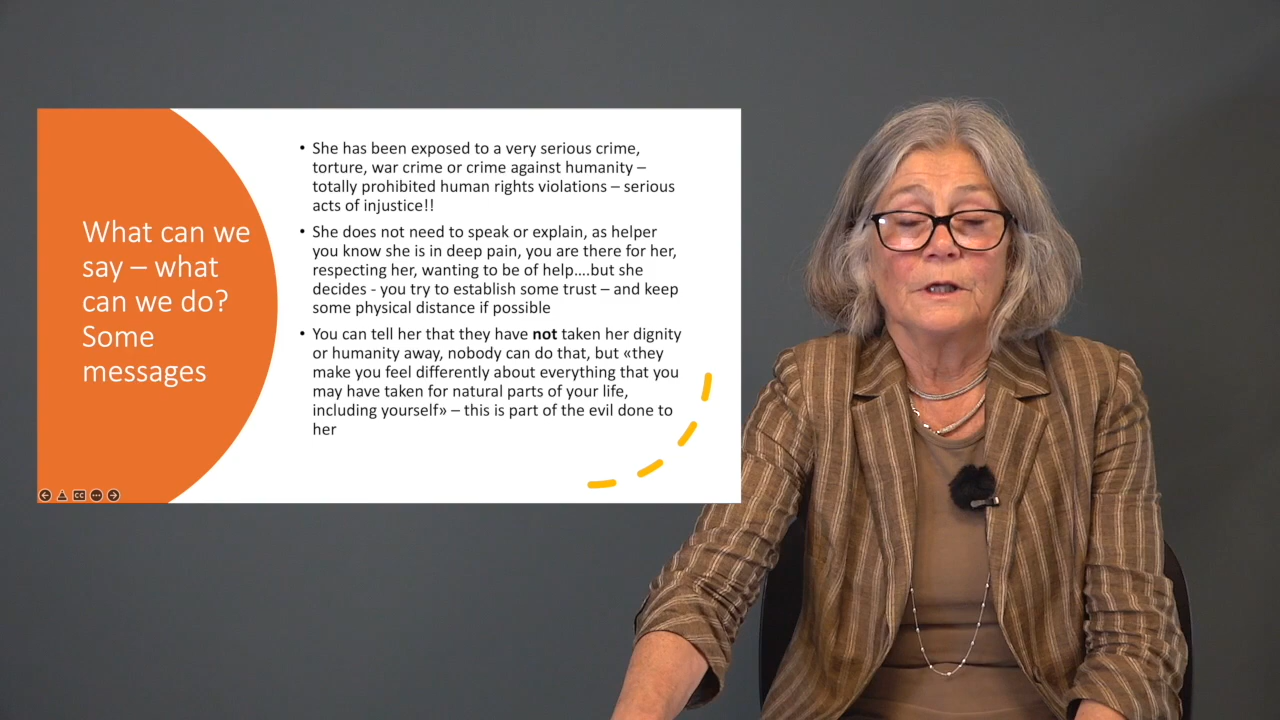 What can we
say – what
can we do?
Some
messages
• She has been exposed to a very serious crime,
torture, war crime or crime against humanity –
totally prohibited human rights violations – serious
acts of injustice!!
• She does not need to speak or explain, as helper
you know she is in deep pain, you are there for her,
respecting her, wanting to be of help….but she
decides - you try to establish some trust – and keep
some physical distance if possible
• You can tell her that they have not taken her dignity
or humanity away, nobody can do that, but «they
make you feel differently about everything that you
may have taken for natural parts of your life,
including yourself» – this is part of the evil done to
her
CC